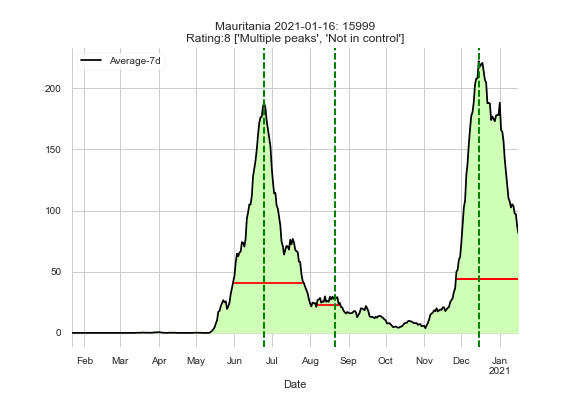 Mauritania 2021-01-16: 15999
Rating:8 ['Multiple peaks', 'Not in control']
Average-7d
200
150
100
50
0
Feb Mar Apr May Jun Jul Aug Sep Oct Nov Dec Jan
2021
Date